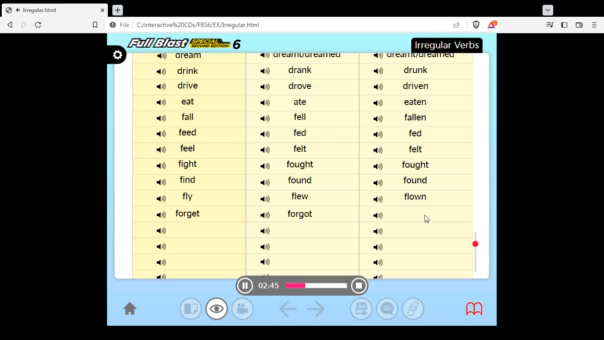 Irregular.html
File C:/Interactive%20CDs/FBS6/EX/Irregular.html
Full Blast SPECIAL SECOND EDITION 6
Irregular Verbs
dream dreamt/dreamed dreamt/dreamed
drink drank drunk
drive drove driven
eat ate eaten
fall fell fallen
feed fed fed
feel felt felt
fight fought fought
find found found
fly flew flown
forget forgot
02:45